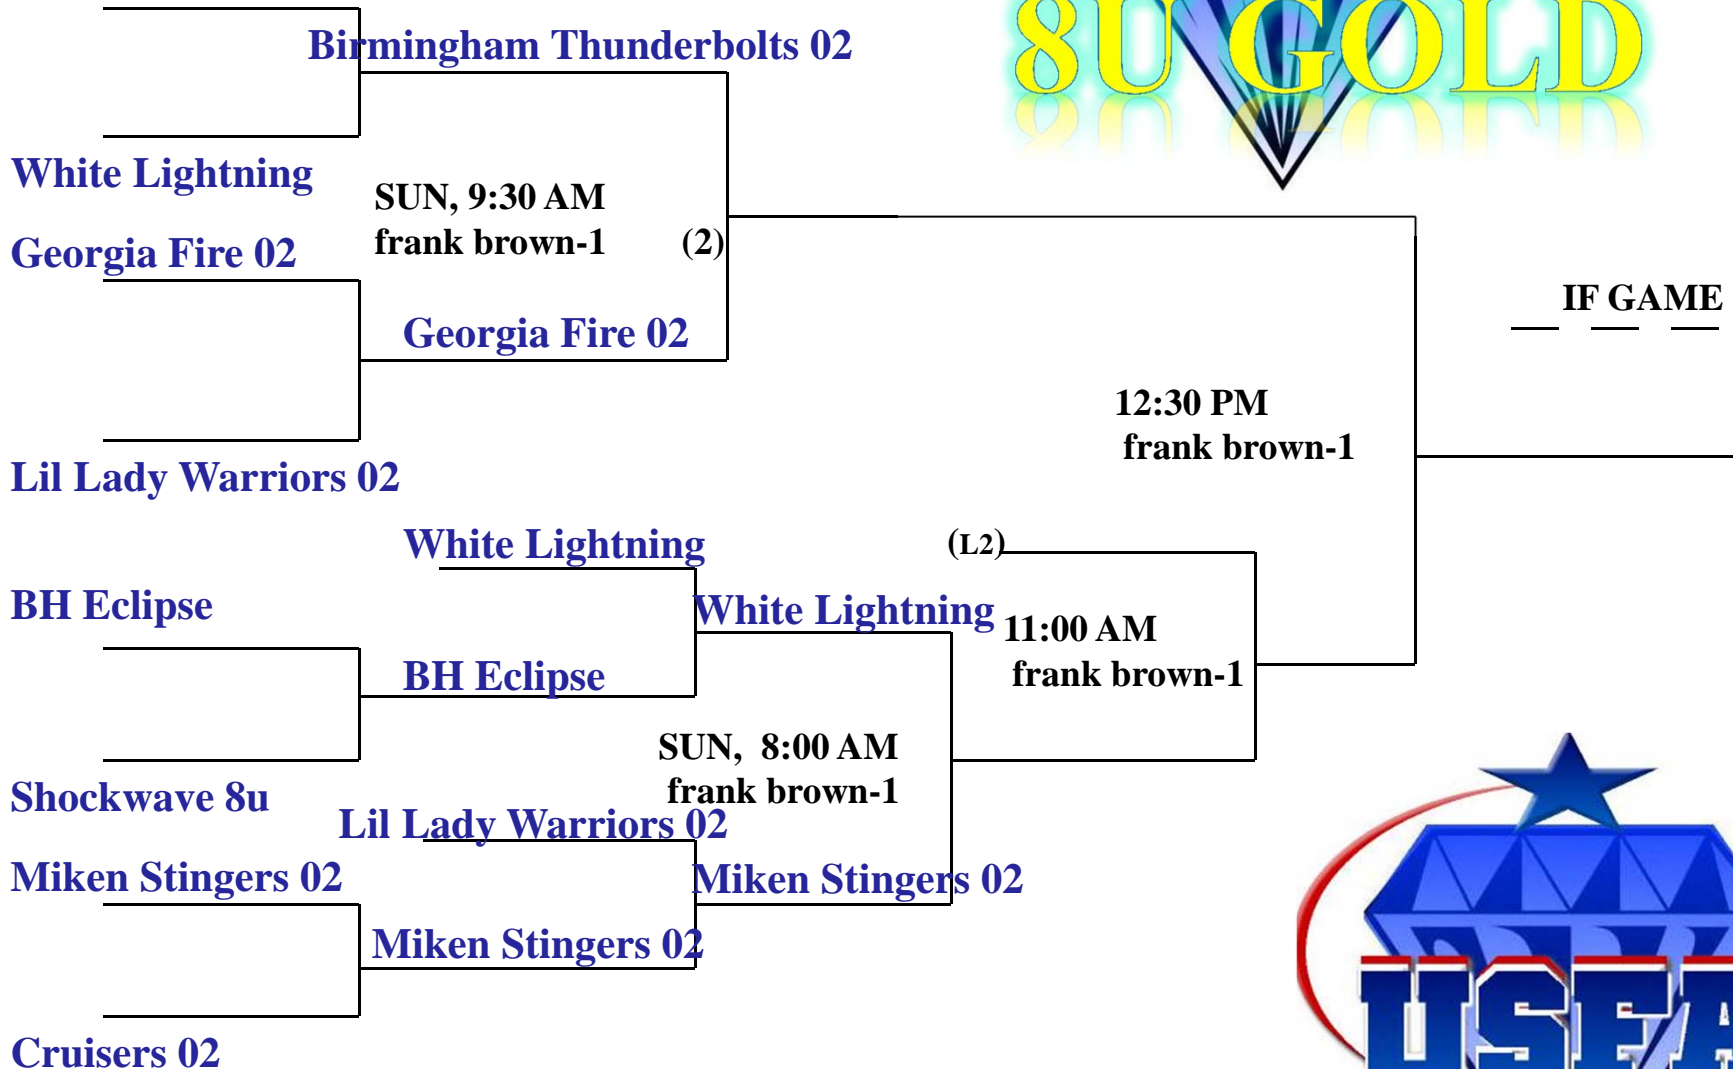 8U GOLD
Birmingham Thunderbolts 02
White Lightning
SUN, 9:30 AM
frank brown-1
(2)
Georgia Fire 02
IF GAME
Georgia Fire 02
12:30 PM
frank brown-1
Lil Lady Warriors 02
White Lightning
(L2)
BH Eclipse
White Lightning
11:00 AM
frank brown-1
BH Eclipse
SUN, 8:00 AM
frank brown-1
Shockwave 8u
Lil Lady Warriors 02
Miken Stingers 02
Miken Stingers 02
Miken Stingers 02
Cruisers 02
USFA